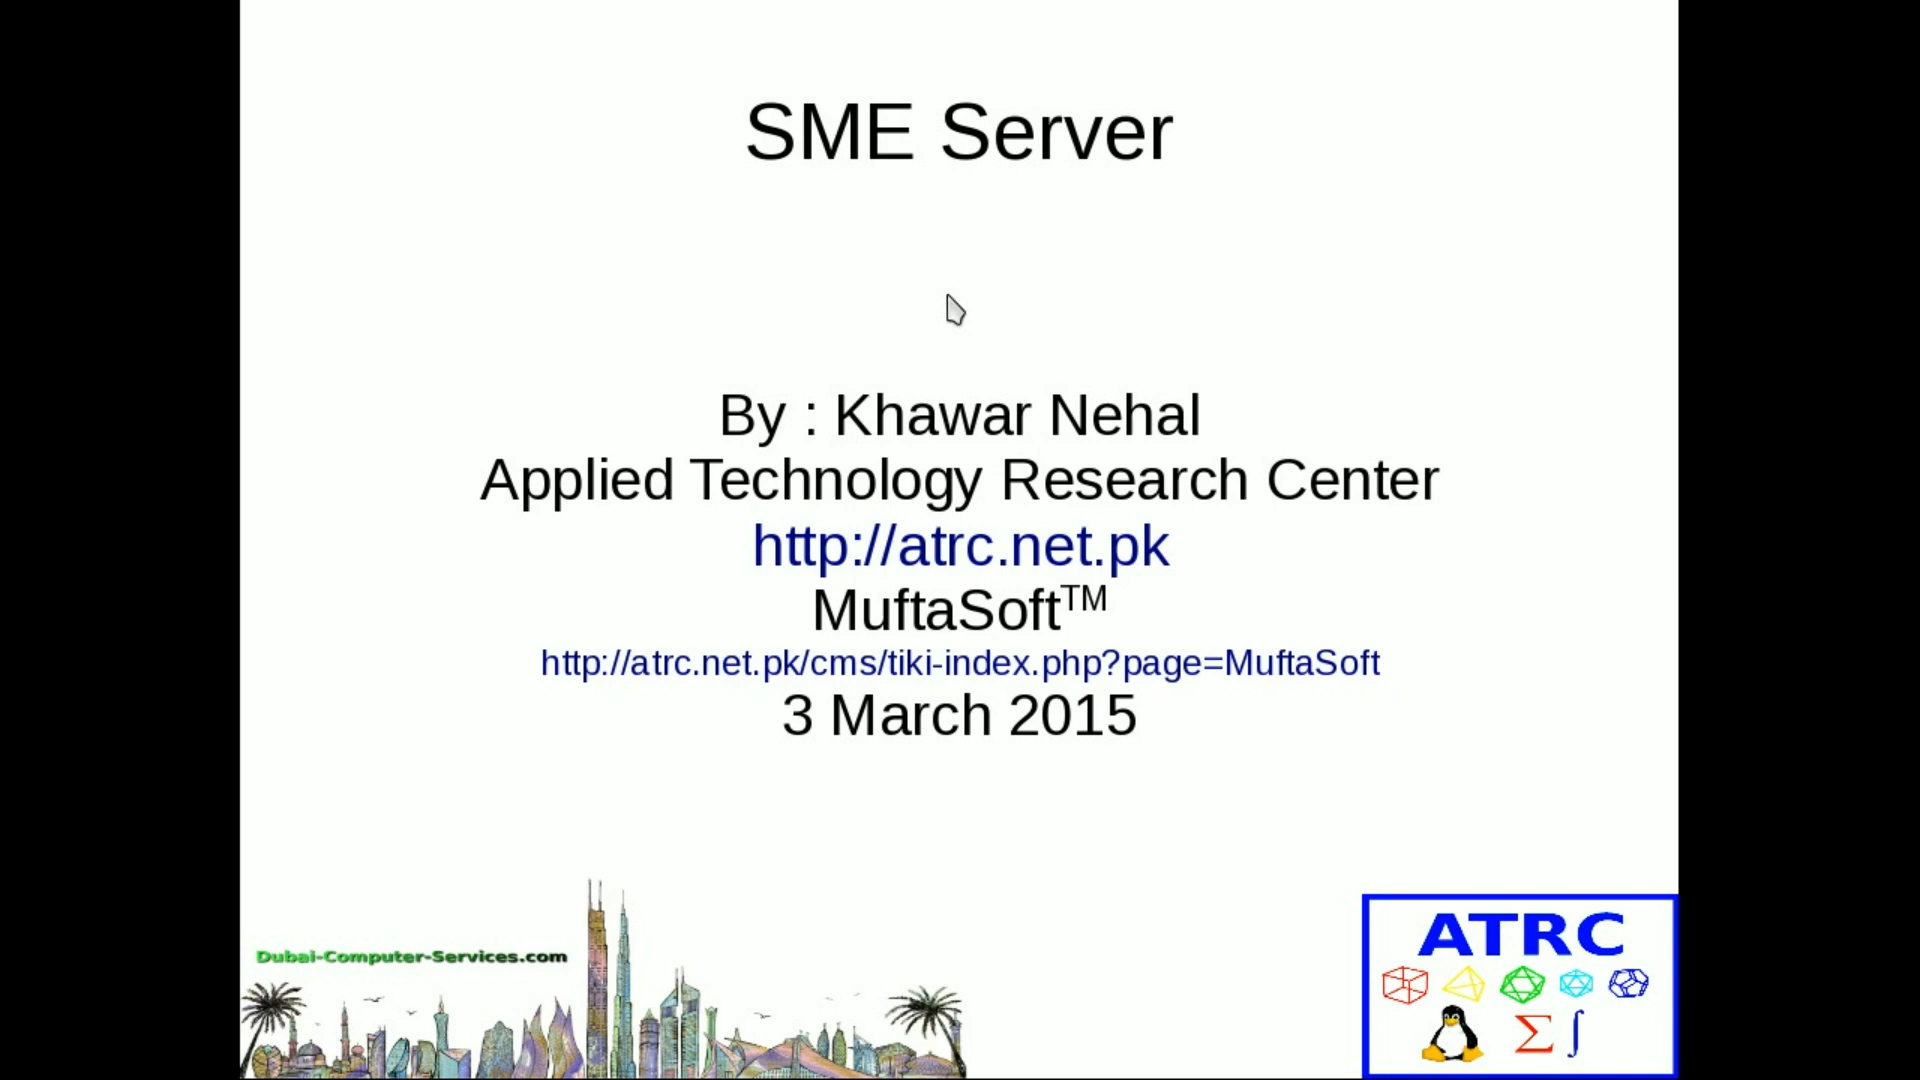 SME Server
By : Khawar Nehal
Applied Technology Research Center
http://atrc.net.pk
MuftaSoft™
http://atrc.net.pk/cms/tiki-index.php?page=MuftaSoft
3 March 2015
Dubai-Computer-Services.com
ATRC
Σ ∫